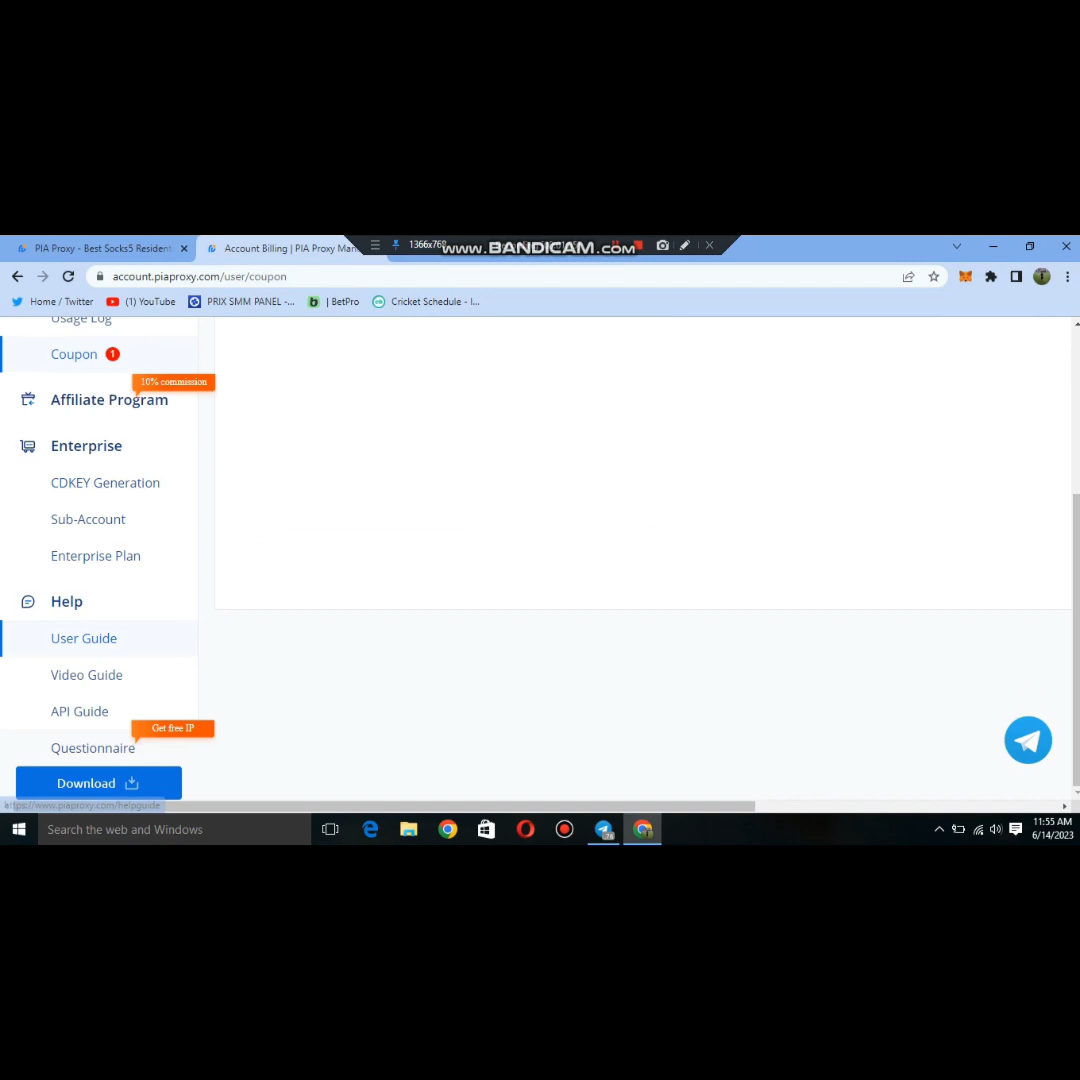 PIA Proxy - Best Socks5 Resident
Account Billing | PIA Proxy Man
1366x768
www.BANDICAM.com
account.piaproxy.com/user/coupon
Home / Twitter
(1) YouTube
PRIX SMM PANEL -...
| BetPro
Cricket Schedule - I...
Usage Log
Coupon 1
10% commission
Affiliate Program
Enterprise
CDKEY Generation
Sub-Account
Enterprise Plan
Help
User Guide
Video Guide
API Guide
Get free IP
Questionnaire
Download
https://www.piaproxy.com/helpguide
Search the web and Windows
11:55 AM
6/14/2023